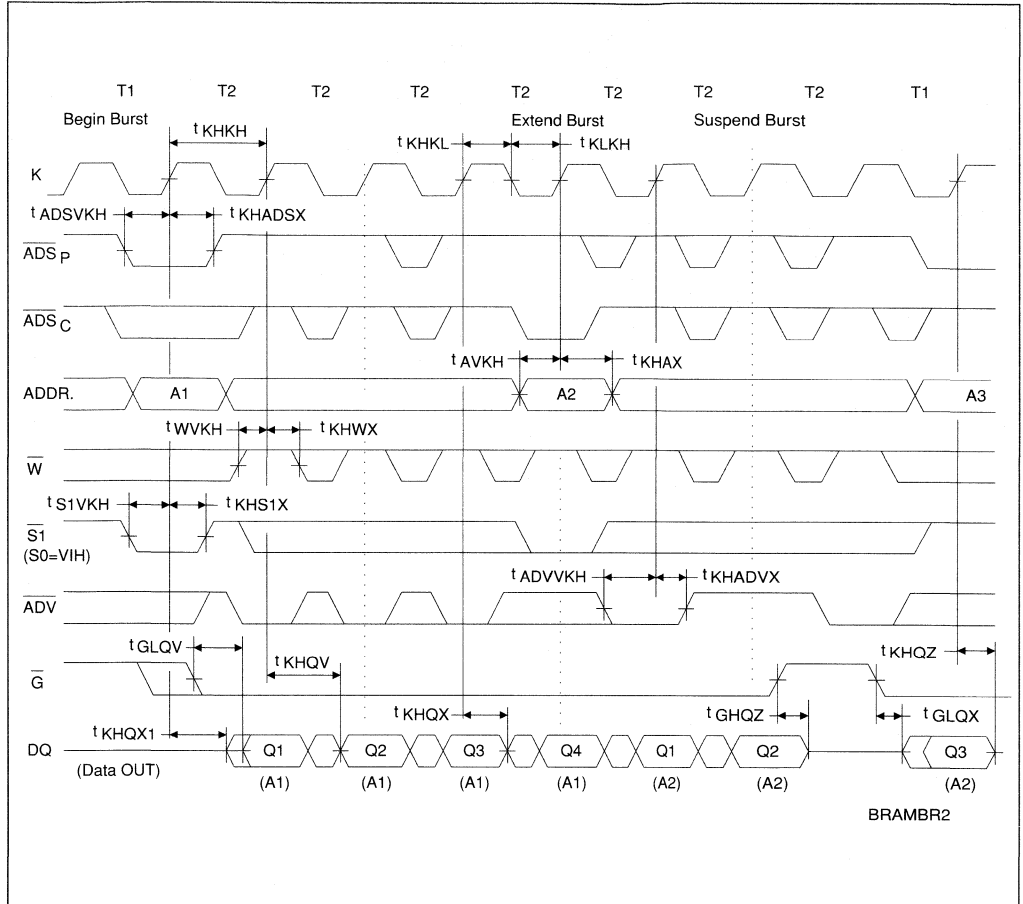 T1 T2 T2 T2 T2 T2 T2 T2 T1
Begin Burst Extend Burst Suspend Burst
t KHKH t KHKL t KLKH
K
t ADSVKH t KHADSX
ADS P
ADS C
t AVKH t KHAX
ADDR. A1 A2 A3
t WVKH t KHWX
W
t S1VKH t KHS1X
S1
(S0=VIH)
t ADVVKH t KHADVX
ADV
t GLQV t KHQV t KHQZ
G
t KHQX1 t KHQX t GHQZ t GLQX
DQ Q1 Q2 Q3 Q4 Q1 Q2 Q3
(Data OUT) (A1) (A1) (A1) (A1) (A2) (A2) (A2)
BRAMBR2